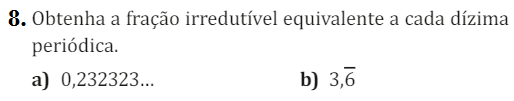 8. Obtenha a fração irredutível equivalente a cada dízima
periódica.
a) 0,232323... b) 3,6̅